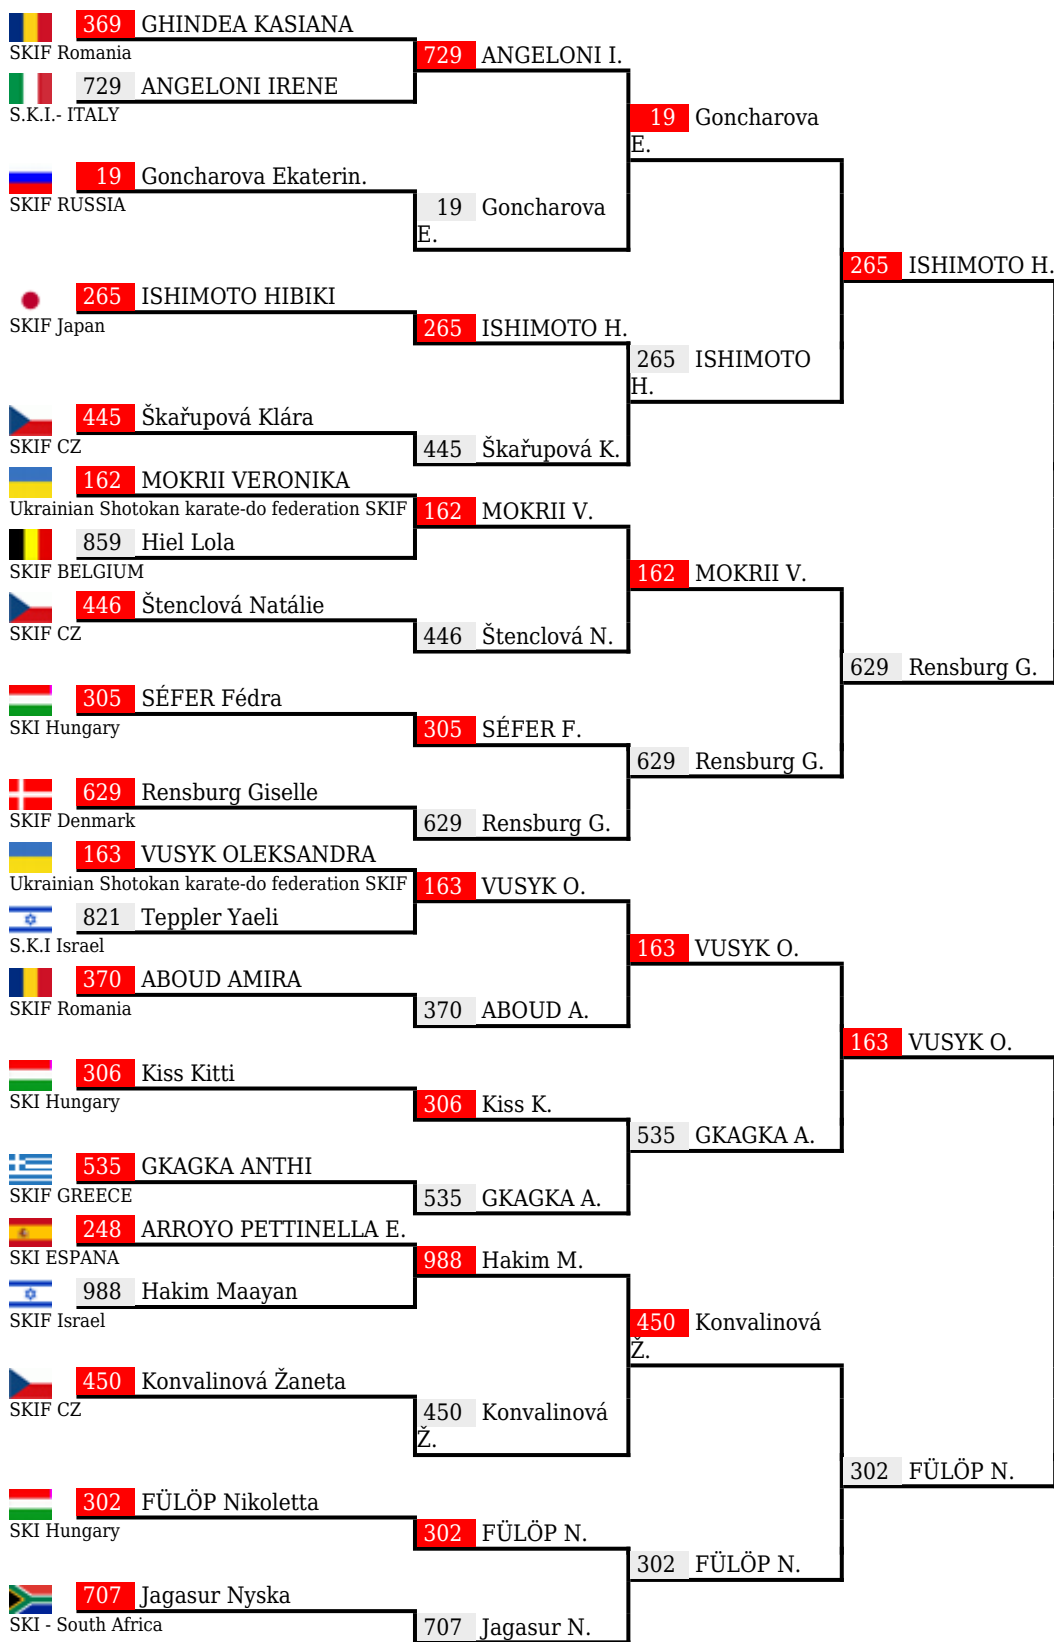 369 GHINDEA KASIANA
SKIF Romania
729 ANGELONI I.
729 ANGELONI IRENE
S.K.I.- ITALY
19 Goncharova
E.
19 Goncharova Ekaterin.
SKIF RUSSIA
19 Goncharova
E.
265 ISHIMOTO H.
265 ISHIMOTO HIBIKI
SKIF Japan
265 ISHIMOTO H.
265 ISHIMOTO
H.
445 Škařupová Klára
SKIF CZ
445 Škařupová K.
162 MOKRII VERONIKA
Ukrainian Shotokan karate-do federation SKIF
162 MOKRII V.
859 Hiel Lola
SKIF BELGIUM
162 MOKRII V.
446 Štenclová Natálie
SKIF CZ
446 Štenclová N.
629 Rensburg G.
305 SÉFER Fédra
SKI Hungary
305 SÉFER F.
629 Rensburg G.
629 Rensburg Giselle
SKIF Denmark
629 Rensburg G.
163 VUSYK OLEKSANDRA
Ukrainian Shotokan karate-do federation SKIF
163 VUSYK O.
821 Teppler Yaeli
S.K.I Israel
163 VUSYK O.
370 ABOUD AMIRA
SKIF Romania
370 ABOUD A.
163 VUSYK O.
306 Kiss Kitti
SKI Hungary
306 Kiss K.
535 GKAGKA A.
535 GKAGKA ANTHI
SKIF GREECE
535 GKAGKA A.
248 ARROYO PETTINELLA E.
SKI ESPANA
988 Hakim M.
988 Hakim Maayan
SKIF Israel
450 Konvalinová
Ž.
450 Konvalinová Žaneta
SKIF CZ
450 Konvalinová
Ž.
302 FÜLÖP N.
302 FÜLÖP Nikoletta
SKI Hungary
302 FÜLÖP N.
302 FÜLÖP N.
707 Jagasur Nyska
SKI - South Africa
707 Jagasur N.